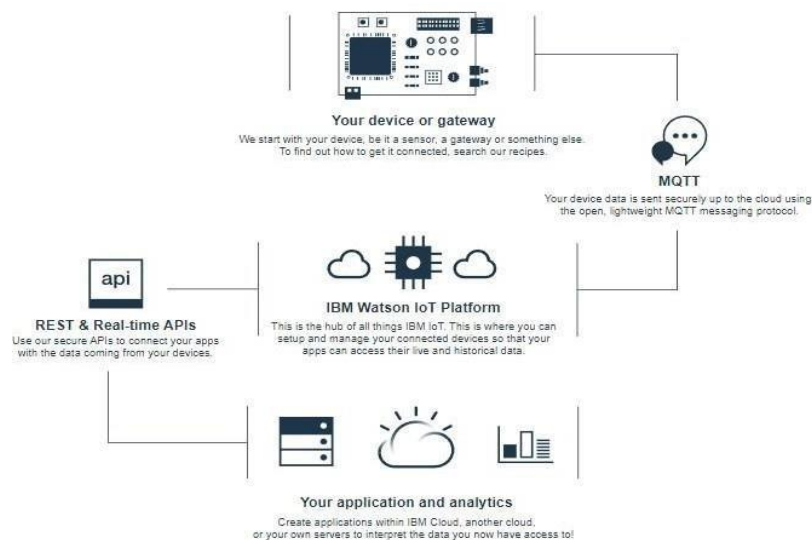 Your device or gateway
We start with your device, be it a sensor, a gateway or something else.
To find out how to get it connected, search our recipes.
MQTT
Your device data is sent securely up to the cloud using
the open, lightweight MQTT messaging protocol.
api
REST & Real-time APIs
Use our secure APIs to connect your apps
with the data coming from your devices.
IBM Watson IoT Platform
This is the hub of all things IBM IoT. This is where you can
setup and manage your connected devices so that your
apps can access their live and historical data.
Your application and analytics
Create applications within IBM Cloud, another cloud,
or your own servers to interpret the data you now have access to!